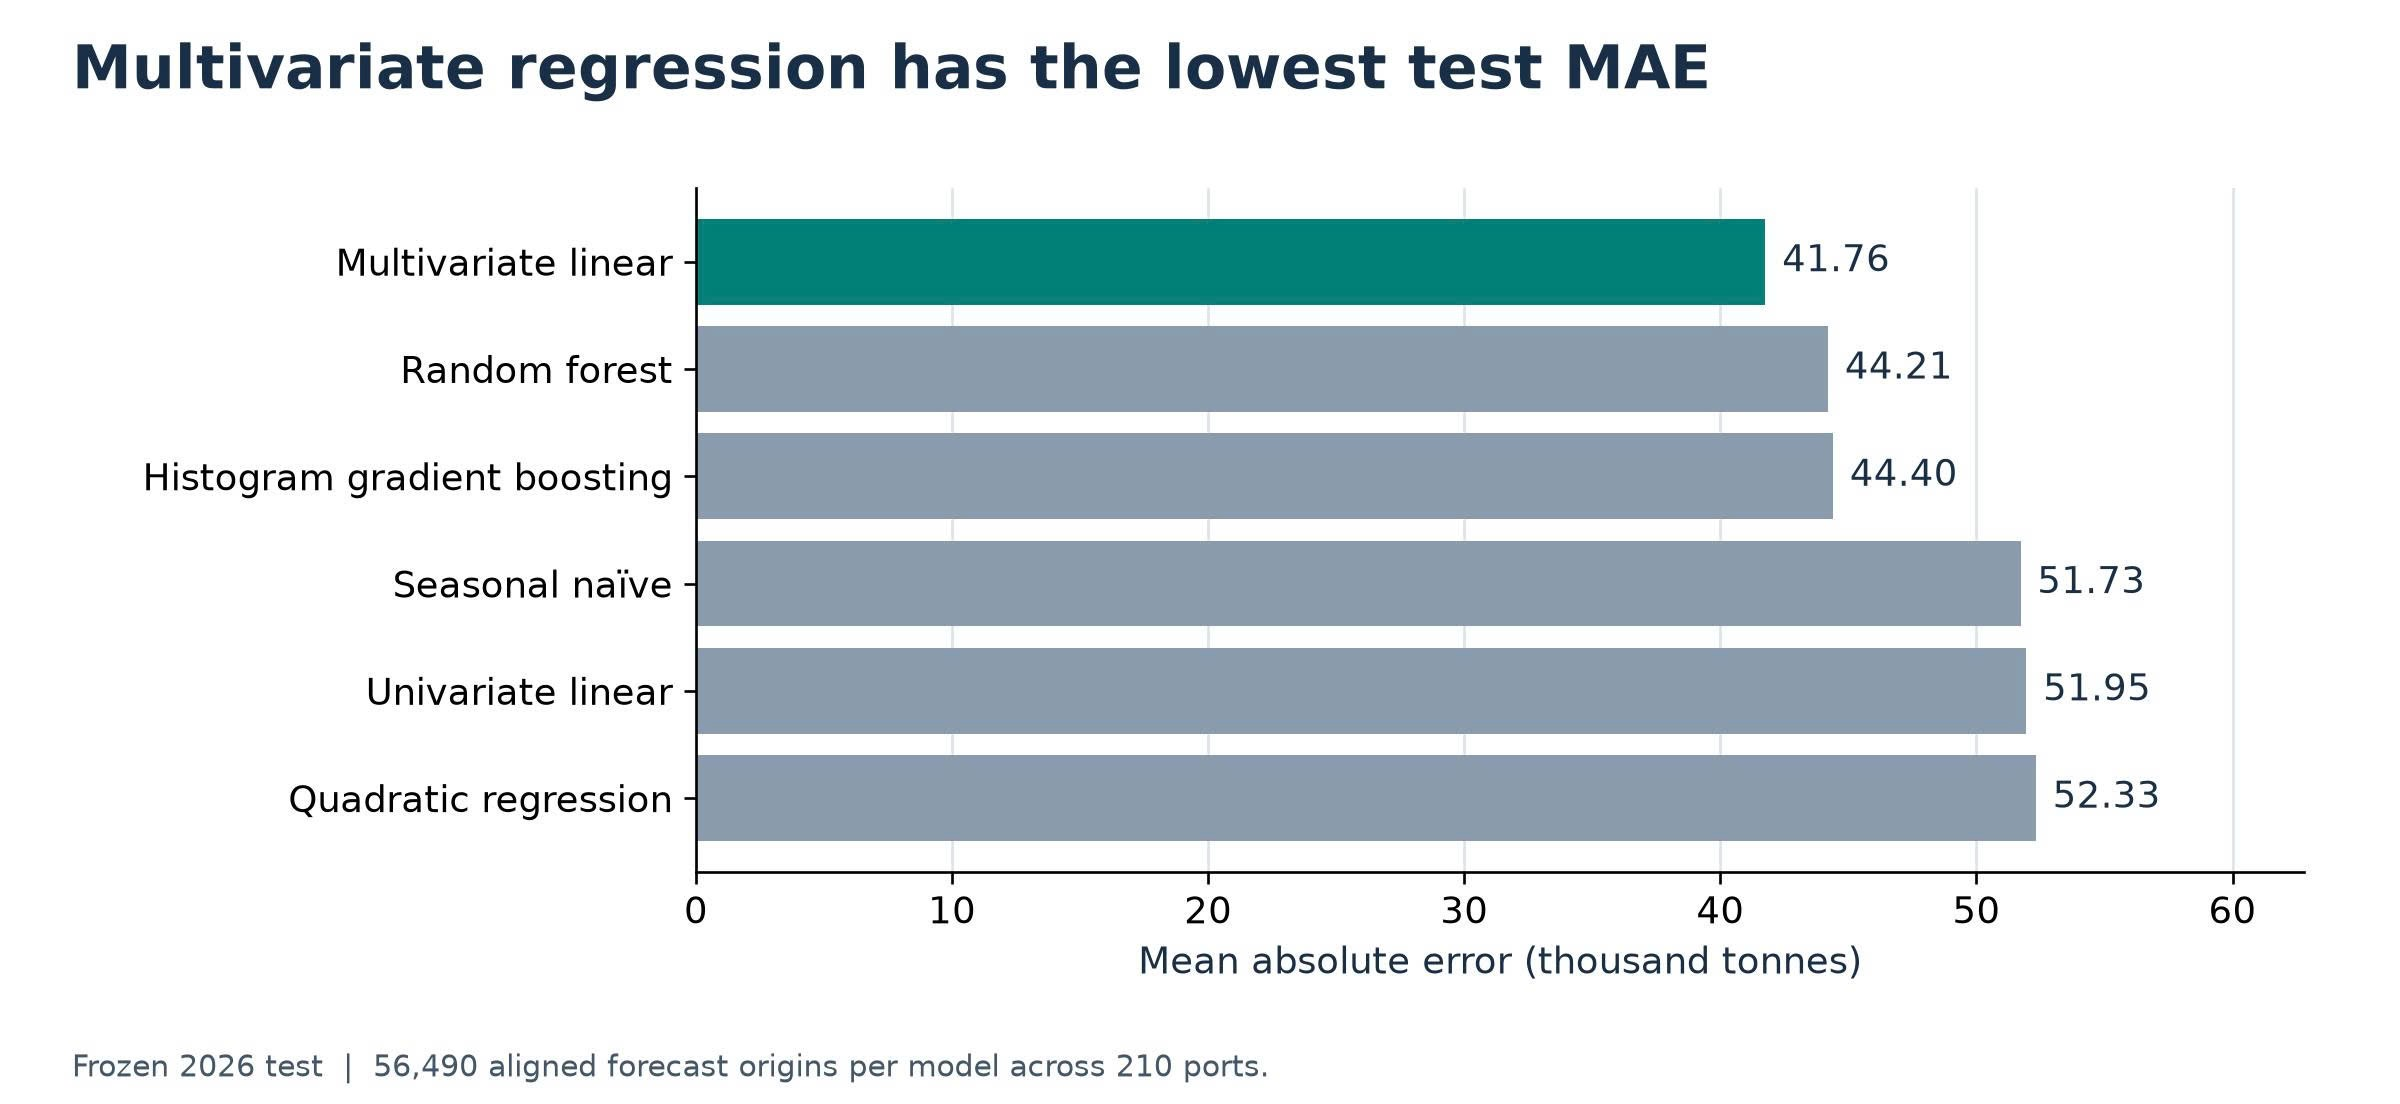 Multivariate regression has the lowest test MAE
Multivariate linear 41.76
Random forest 44.21
Histogram gradient boosting 44.40
Seasonal naïve 51.73
Univariate linear 51.95
Quadratic regression 52.33
0 10 20 30 40 50 60
Mean absolute error (thousand tonnes)
Frozen 2026 test | 56,490 aligned forecast origins per model across 210 ports.